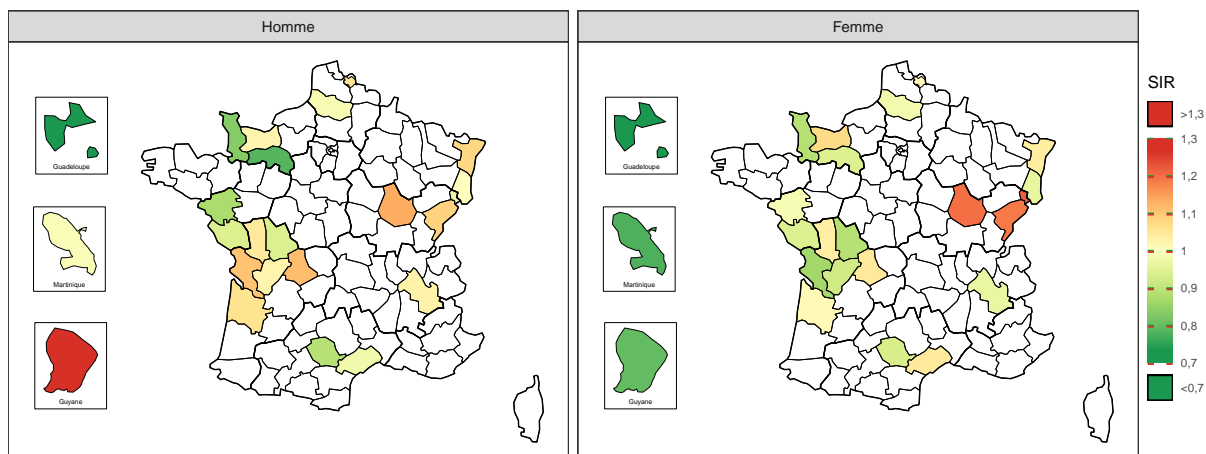 Homme
Femme
Guadeloupe
Martinique
Guyane
Guadeloupe
Martinique
Guyane
SIR
>1,3
1,3
1,2
1,1
1
0,9
0,8
0,7
<0,7